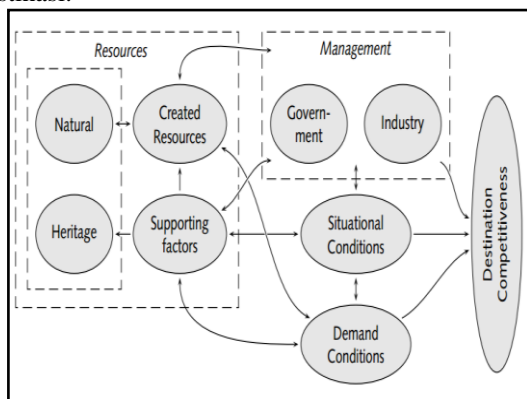 Resources
Management
Natural
Created
Resources
Govern-
ment
Industry
Heritage
Supporting
factors
Situational
Conditions
Demand
Conditions
Destination
Competitiveness